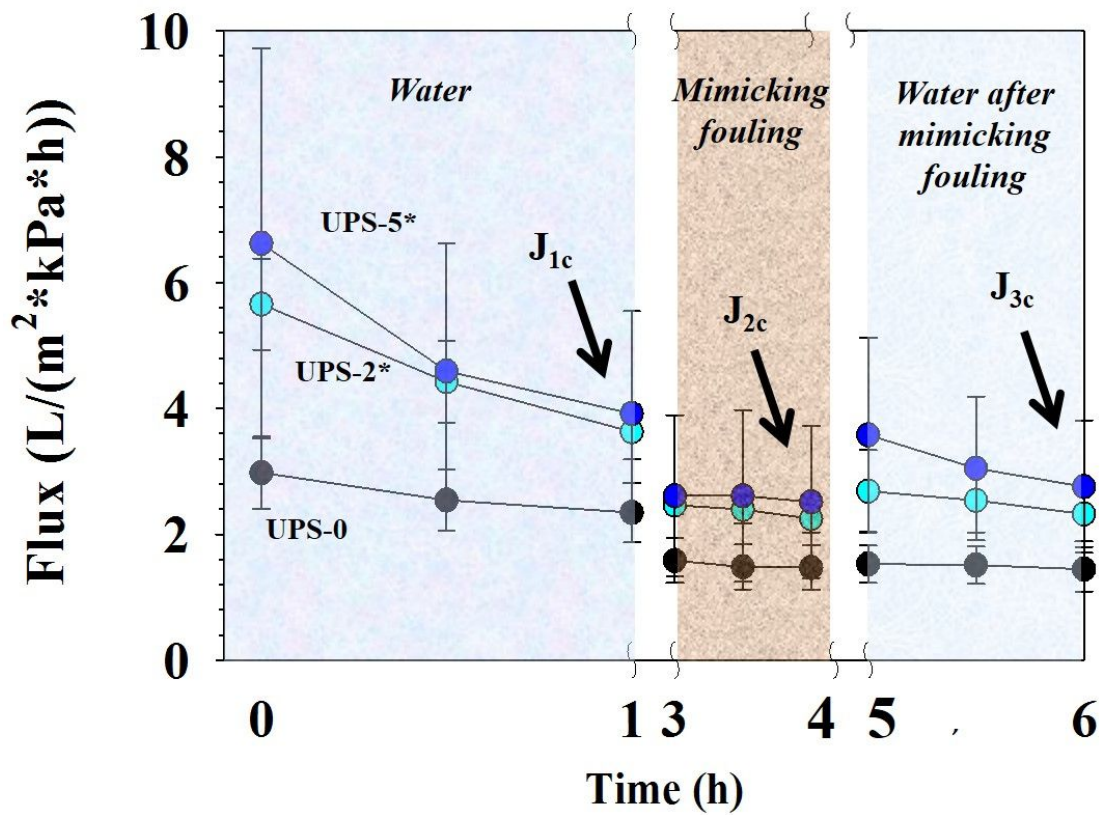 10
8
6
4
2
0
Flux (L/(m²*kPa*h))
Water
Mimicking
fouling
Water after
mimicking
fouling
UPS-5*
UPS-2*
UPS-0
J1c
J2c
J3c
0
1
3
4
5
,
6
Time (h)